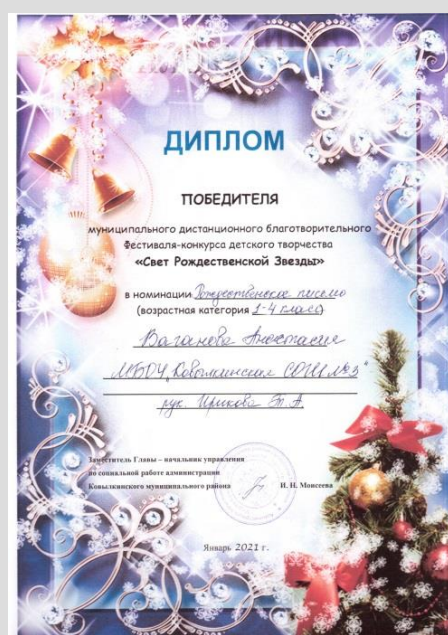 ДИПЛОМ
ПОБЕДИТЕЛЯ
муниципального дистанционного благотворительного
Фестиваля-конкурса детского творчества
«Свет Рождественской Звезды»
в номинации Рождественское письмо
(возрастная категория 1-4 класс)
Ваганова Анастасия
МБОУ "Ковылкинская СОШ №3"
рук. Ирикова Т. А.
Заместитель Главы – начальник управления
по социальной работе администрации
Ковылкинского муниципального района И. Н. Моисеева
Январь 2021 г.